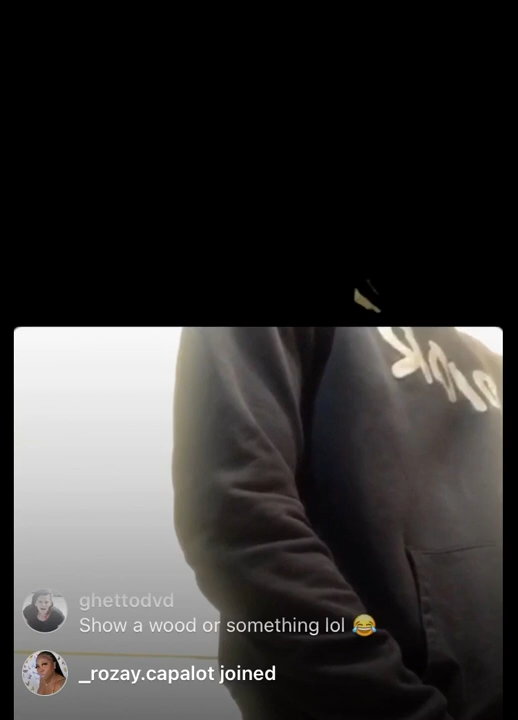 ghettodvd
Show a wood or something lol 😂
_rozay.capalot joined